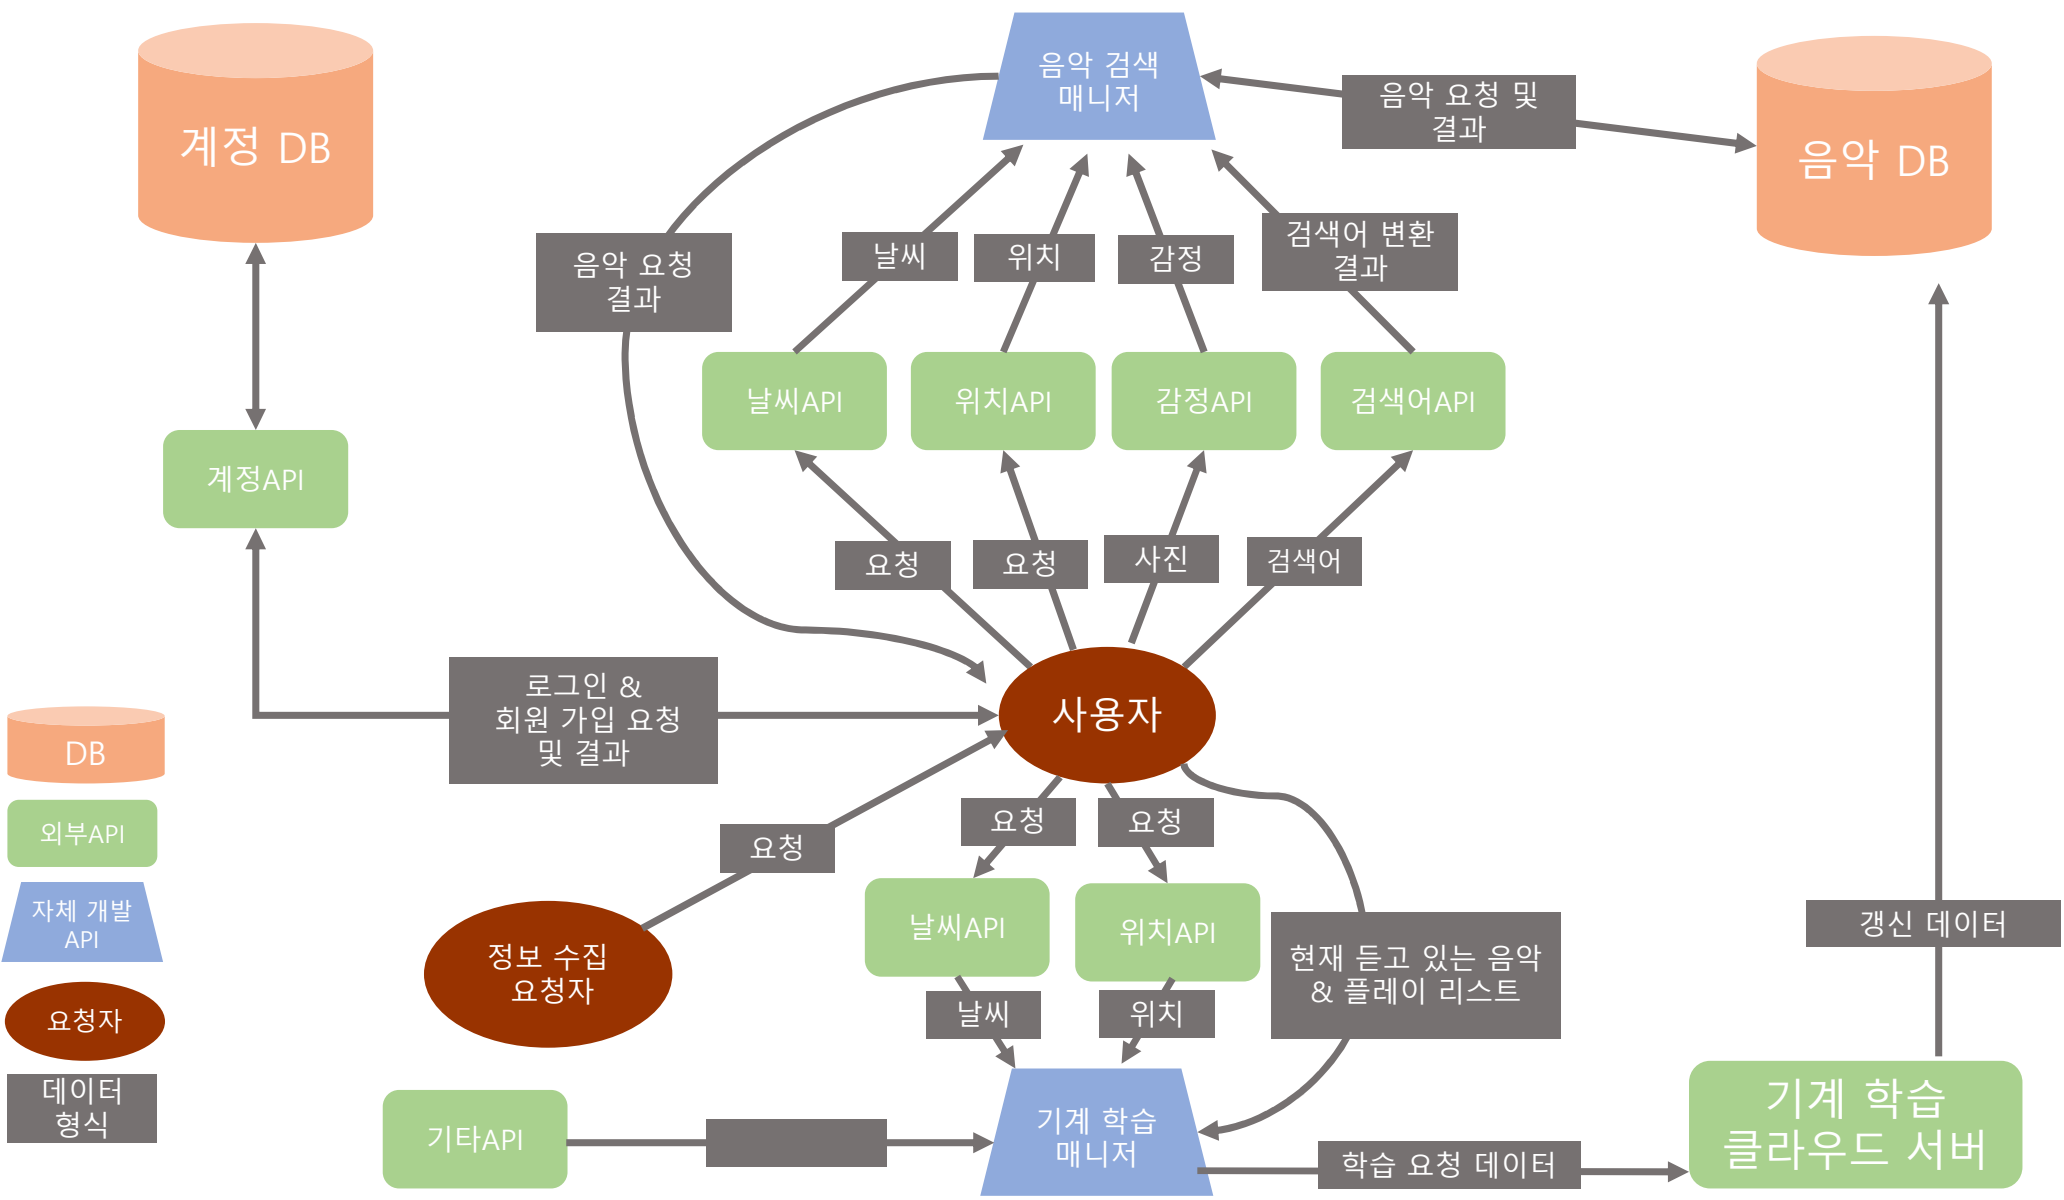 음악 검색
매니저
계정 DB
음악 요청 및
결과
음악 DB
음악 요청
결과
날씨
위치
감정
검색어 변환
결과
날씨API
위치API
감정API
검색어API
계정API
요청
요청
사진
검색어
로그인 &
회원 가입 요청
및 결과
사용자
DB
외부API
자체 개발
API
요청자
데이터
형식
요청
요청
요청
날씨API
위치API
정보 수집
요청자
현재 듣고 있는 음악
& 플레이 리스트
갱신 데이터
날씨
위치
기타API
기계 학습
매니저
학습 요청 데이터
기계 학습
클라우드 서버